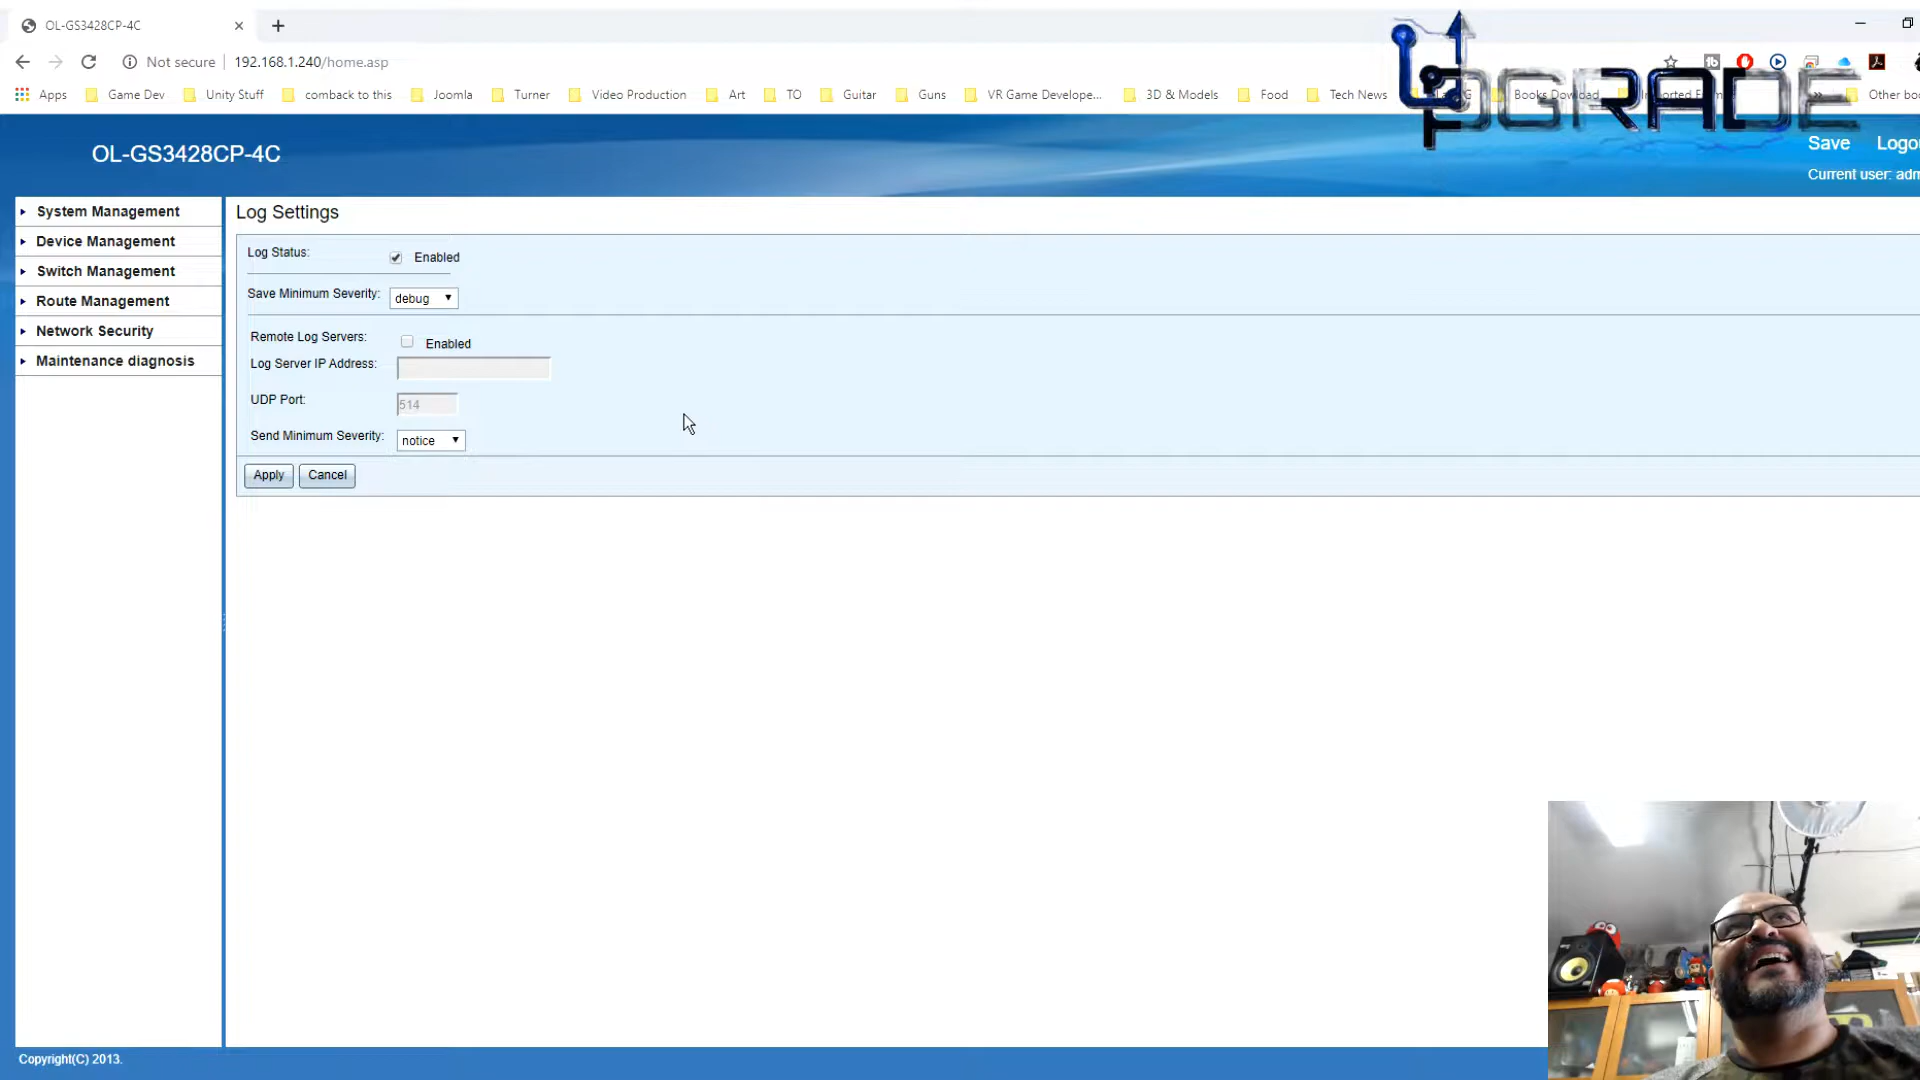 OL-GS3428CP-4C
Not secure 192.168.1.240/home.asp
Apps Game Dev Unity Stuff comback to this Joomla Turner Video Production Art TO Guitar Guns VR Game Develope... 3D & Models Food Tech News Books Dowload Other boo
UPGRADE
OL-GS3428CP-4C
Save Logo
Current user: adm
System Management
Device Management
Switch Management
Route Management
Network Security
Maintenance diagnosis
Log Settings
Log Status: Enabled
Save Minimum Severity: debug
Remote Log Servers: Enabled
Log Server IP Address:
UDP Port: 514
Send Minimum Severity: notice
Apply Cancel
Copyright(C) 2013.